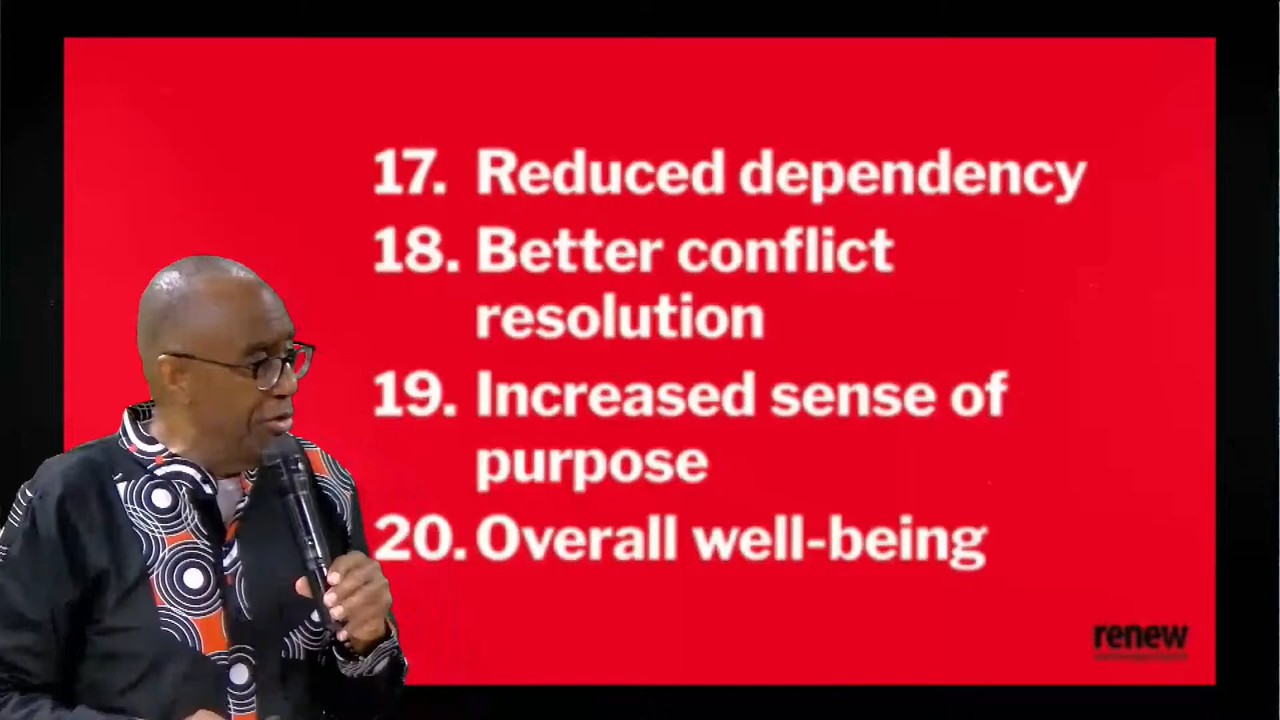 17. Reduced dependency
18. Better conflict
resolution
19. Increased sense of
purpose
20. Overall well-being
renew